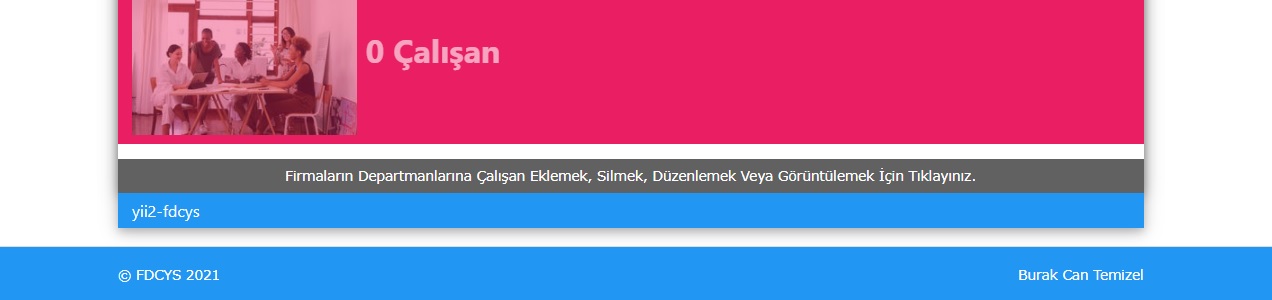 0 Çalışan
Firmaların Departmanlarına Çalışan Eklemek, Silmek, Düzenlemek Veya Görüntülemek İçin Tıklayınız.
yii2-fdcys
© FDCYS 2021
Burak Can Temizel